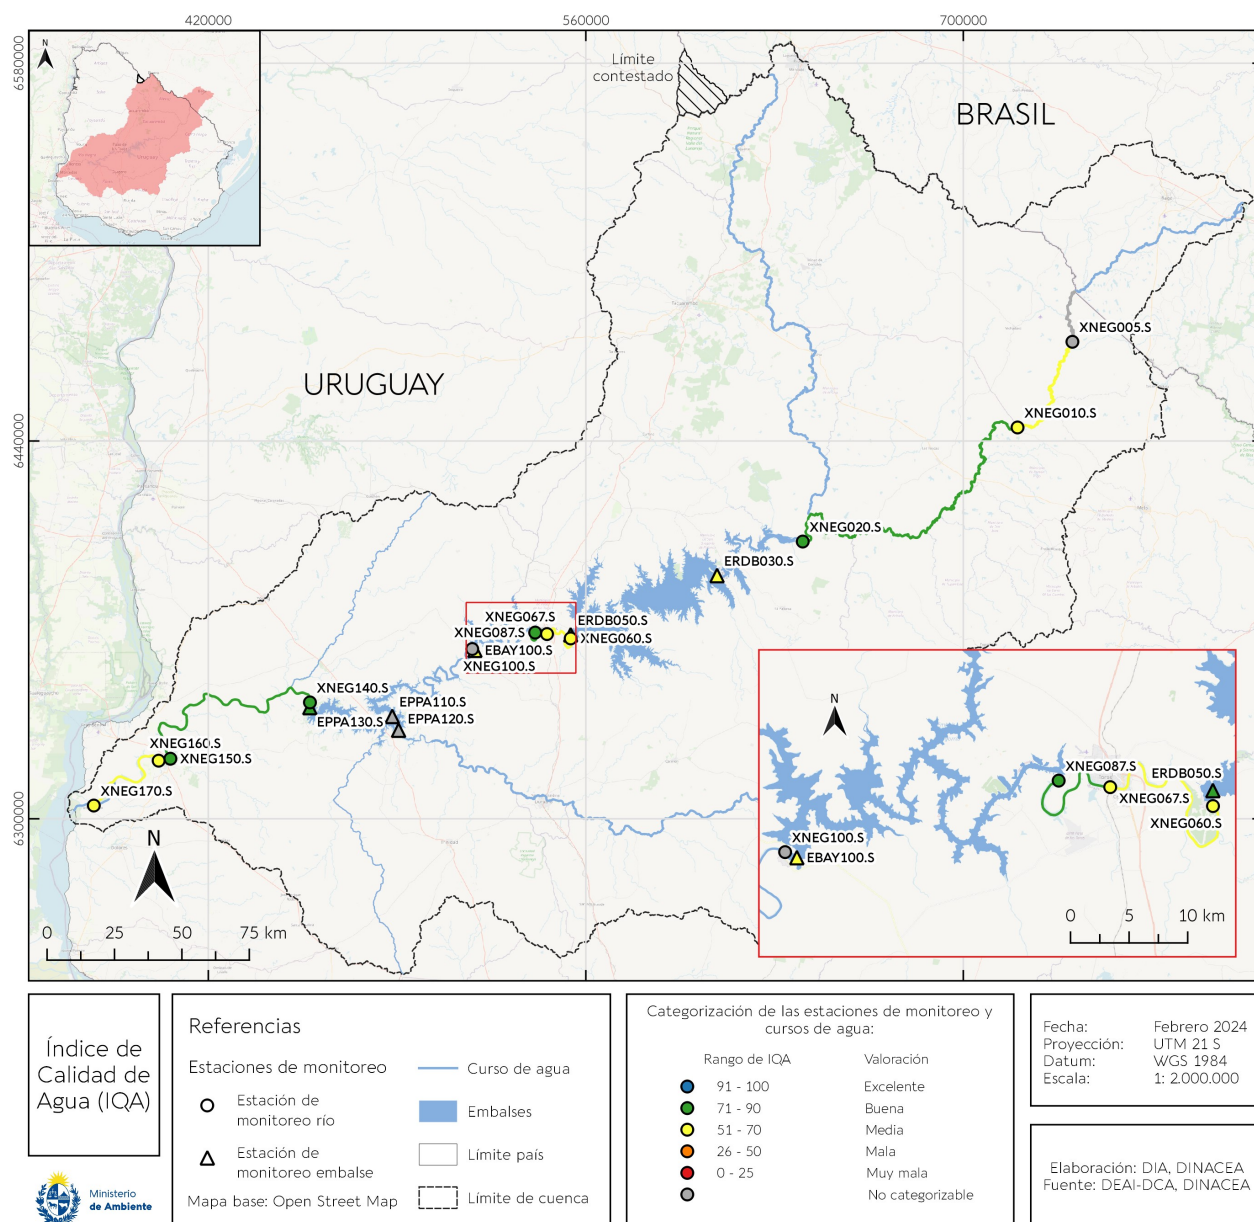 420000
560000
700000
6580000
6440000
6300000
N
Límite
contestado
BRASIL
URUGUAY
XNEG005.S
XNEG010.S
XNEG020.S
ERDB030.S
XNEG067.S
ERDB050.S
XNEG087.S
XNEG060.S
EBAY100.S
XNEG100.S
XNEG140.S
EPPA110.S
EPPA130.S
EPPA120.S
XNEG160.S
XNEG150.S
XNEG170.S
N
0 25 50 75 km
N
XNEG087.S
ERDB050.S
XNEG067.S
XNEG060.S
XNEG100.S
EBAY100.S
0 5 10 km
Índice de
Calidad de
Agua (IQA)
Ministerio
de Ambiente
Referencias
Estaciones de monitoreo
Estación de
monitoreo río
Estación de
monitoreo embalse
Mapa base: Open Street Map
Curso de agua
Embalses
Límite país
Límite de cuenca
Categorización de las estaciones de monitoreo y
cursos de agua:
Rango de IQA Valoración
91 - 100 Excelente
71 - 90 Buena
51 - 70 Media
26 - 50 Mala
0 - 25 Muy mala
No categorizable
Fecha: Febrero 2024
Proyección: UTM 21 S
Datum: WGS 1984
Escala: 1: 2.000.000
Elaboración: DIA, DINACEA
Fuente: DEAI-DCA, DINACEA